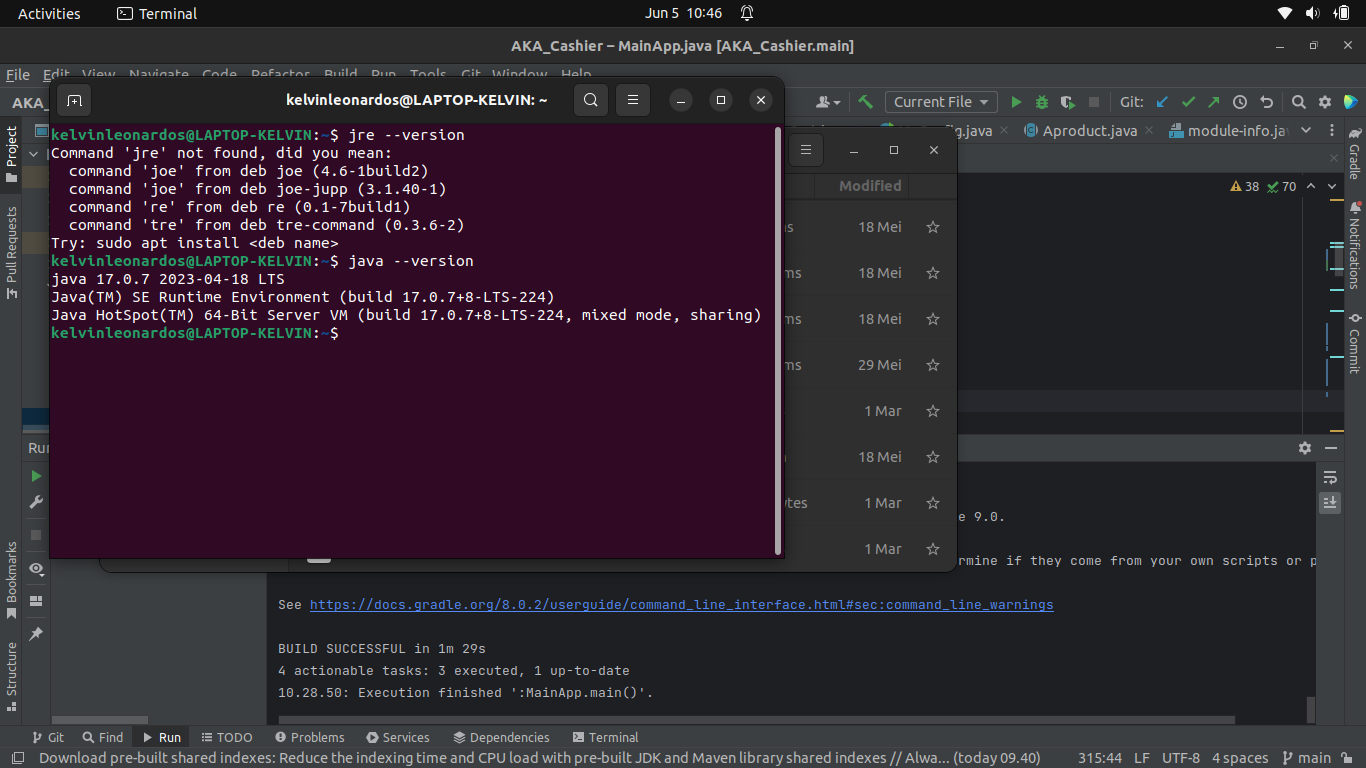 Activities
Terminal
Jun 5 10:46
AKA_Cashier – MainApp.java [AKA_Cashier.main]
File Edit View Navigate Code Refactor Build Run Tools Git Window Help
AKA_
kelvinleonardos@LAPTOP-KELVIN: ~
Current File
Git:
kelvinleonardos@LAPTOP-KELVIN:~$ jre --version
Command 'jre' not found, did you mean:
  command 'joe' from deb joe (4.6-1build2)
  command 'joe' from deb joe-jupp (3.1.40-1)
  command 're' from deb re (0.1-7build1)
  command 'tre' from deb tre-command (0.3.6-2)
Try: sudo apt install <deb name>
kelvinleonardos@LAPTOP-KELVIN:~$ java --version
java 17.0.7 2023-04-18 LTS
Java(TM) SE Runtime Environment (build 17.0.7+8-LTS-224)
Java HotSpot(TM) 64-Bit Server VM (build 17.0.7+8-LTS-224, mixed mode, sharing)
kelvinleonardos@LAPTOP-KELVIN:~$
fig.java
Aproduct.java
module-info.ja
Modified
38
70
18 Mei
18 Mei
18 Mei
29 Mei
1 Mar
18 Mei
1 Mar
1 Mar
Project
Pull Requests
Bookmarks
Structure
Gradle
Notifications
Commit
Run
e 9.0.
rmine if they come from your own scripts or p
See https://docs.gradle.org/8.0.2/userguide/command_line_interface.html#sec:command_line_warnings
BUILD SUCCESSFUL in 1m 29s
4 actionable tasks: 3 executed, 1 up-to-date
10.28.50: Execution finished ':MainApp.main()'.
Git
Find
Run
TODO
Problems
Services
Dependencies
Terminal
Download pre-built shared indexes: Reduce the indexing time and CPU load with pre-built JDK and Maven library shared indexes // Alwa... (today 09.40)
315:44
LF
UTF-8
4 spaces
main